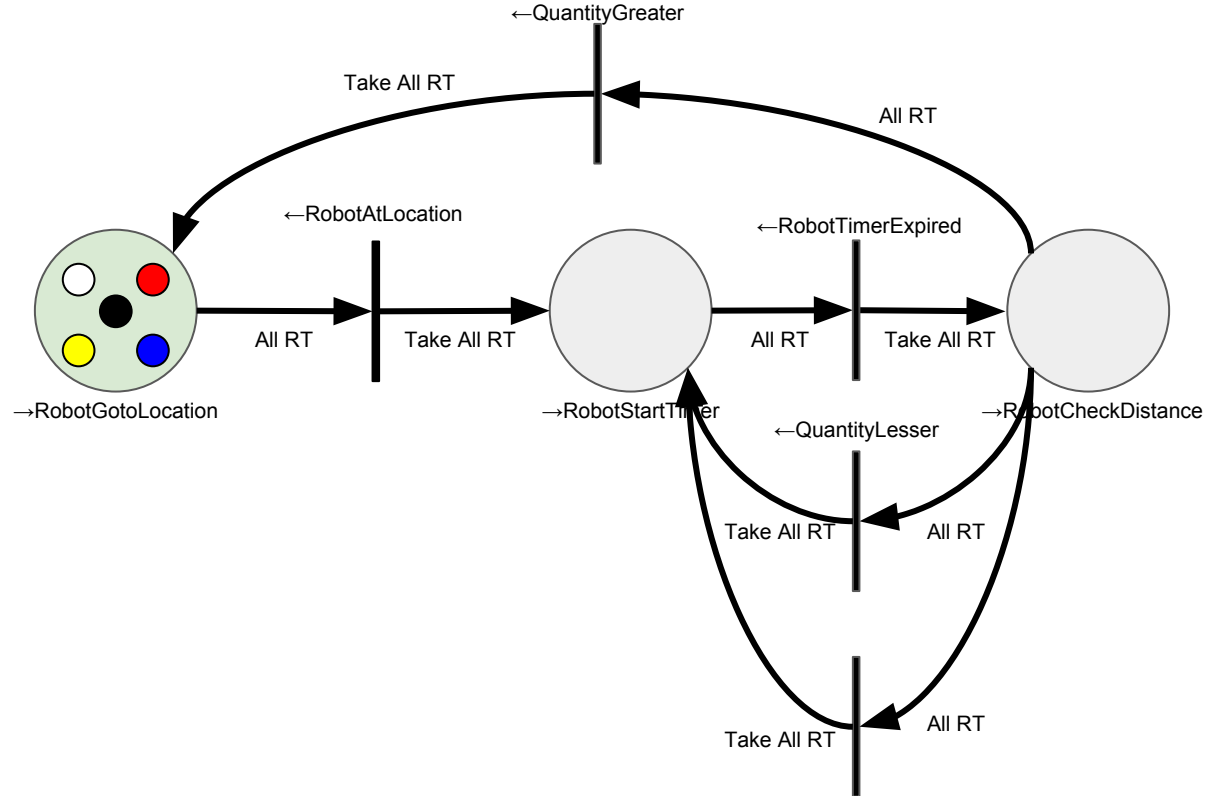 ←QuantityGreater
Take All RT
All RT
←RobotAtLocation
←RobotTimerExpired
All RT
Take All RT
All RT
Take All RT
→RobotGotoLocation
→RobotStartTimer
→RobotCheckDistance
←QuantityLesser
Take All RT
All RT
Take All RT
All RT